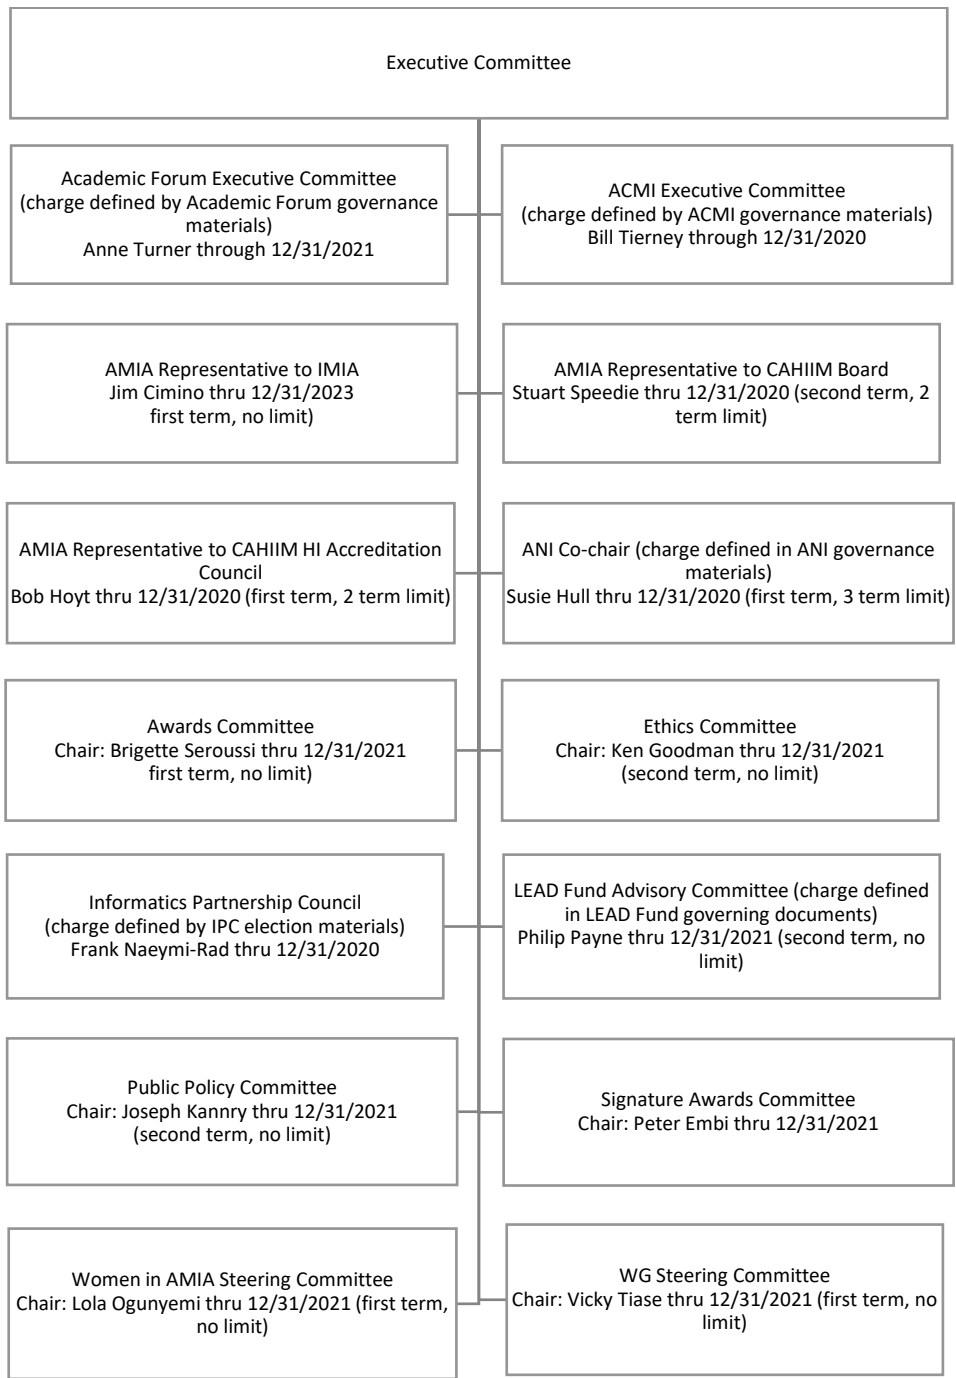 Executive Committee
Academic Forum Executive Committee
(charge defined by Academic Forum governance
materials)
Anne Turner through 12/31/2021
ACMI Executive Committee
(charge defined by ACMI governance materials)
Bill Tierney through 12/31/2020
AMIA Representative to IMIA
Jim Cimino thru 12/31/2023
first term, no limit)
AMIA Representative to CAHIIM Board
Stuart Speedie thru 12/31/2020 (second term, 2
term limit)
AMIA Representative to CAHIIM HI Accreditation
Council
Bob Hoyt thru 12/31/2020 (first term, 2 term limit)
ANI Co-chair (charge defined in ANI governance
materials)
Susie Hull thru 12/31/2020 (first term, 3 term limit)
Awards Committee
Chair: Brigette Seroussi thru 12/31/2021
first term, no limit)
Ethics Committee
Chair: Ken Goodman thru 12/31/2021
(second term, no limit)
Informatics Partnership Council
(charge defined by IPC election materials)
Frank Naeymi-Rad thru 12/31/2020
LEAD Fund Advisory Committee (charge defined
in LEAD Fund governing documents)
Philip Payne thru 12/31/2021 (second term, no
limit)
Public Policy Committee
Chair: Joseph Kannry thru 12/31/2021
(second term, no limit)
Signature Awards Committee
Chair: Peter Embi thru 12/31/2021
Women in AMIA Steering Committee
Chair: Lola Ogunyemi thru 12/31/2021 (first term,
no limit)
WG Steering Committee
Chair: Vicky Tiase thru 12/31/2021 (first term, no
limit)